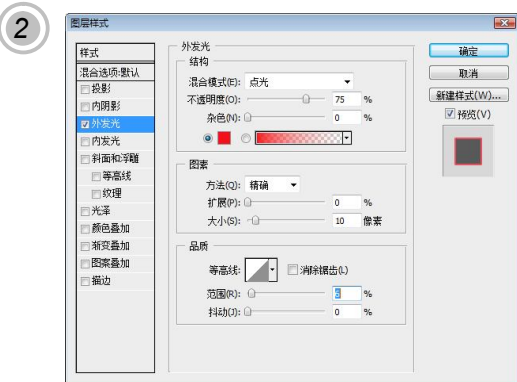 2
图层样式
样式
混合选项:默认
投影
内阴影
外发光
内发光
斜面和浮雕
等高线
纹理
光泽
颜色叠加
渐变叠加
图案叠加
描边
外发光
结构
混合模式(E): 点光
不透明度(O): 75 %
杂色(N): 0 %
图素
方法(Q): 精确
扩展(P): 0 %
大小(S): 10 像素
品质
等高线: 消除锯齿(L)
范围(R): 6 %
抖动(J): 0 %
确定
取消
新建样式(W)...
预览(V)